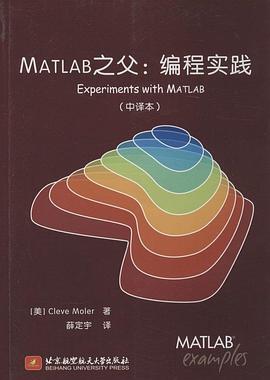 MATLAB之父：编程实践
Experiments with MATLAB
（中译本）
[美] Cleve Moler 著
薛定宇 译
北京航空航天大学出版社
BEIHANG UNIVERSITY PRESS
MATLAB®
examples